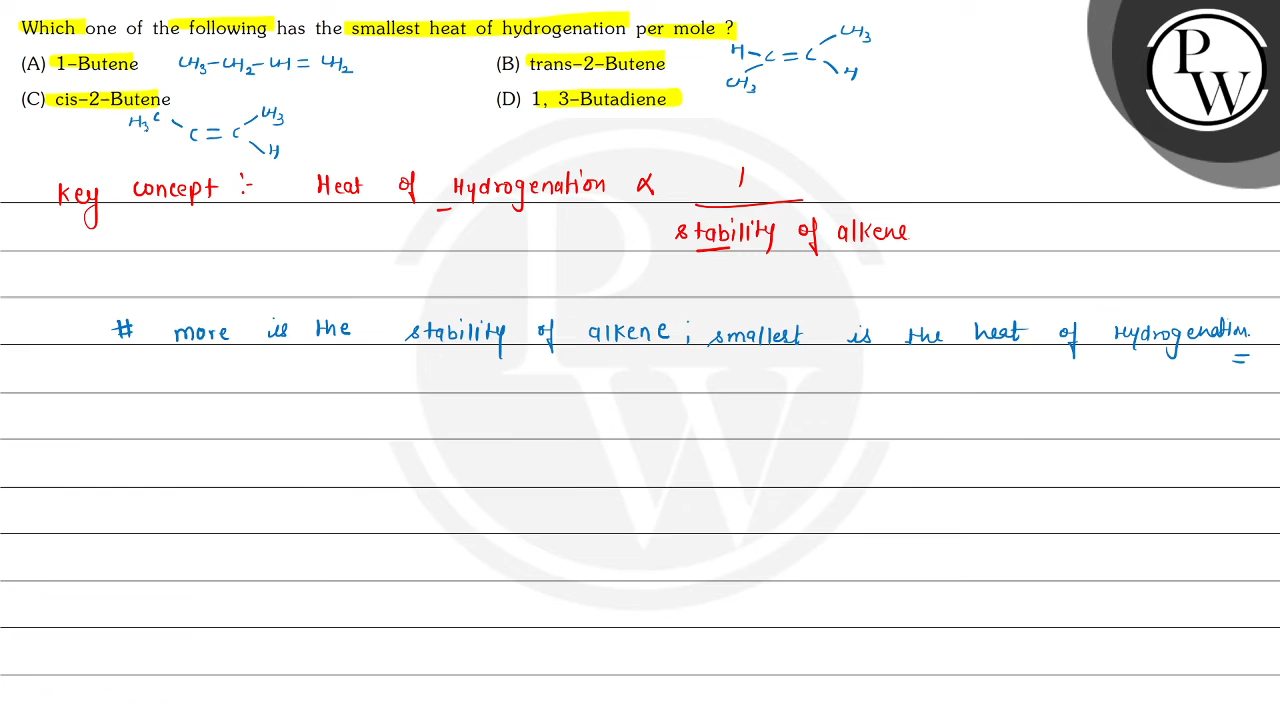 Which one of the following has the smallest heat of hydrogenation per mole ?
(A) 1-Butene CH3-CH2-CH=CH2 (B) trans-2-Butene
H CH3
C=C
CH3 H
(C) cis-2-Butene (D) 1, 3-Butadiene
H3C CH3
C=C
H
Key concept :- Heat of Hydrogenation ∝ 1
stability of alkene
# more is the stability of alkene; smallest is the heat of Hydrogenation.
PW
PW